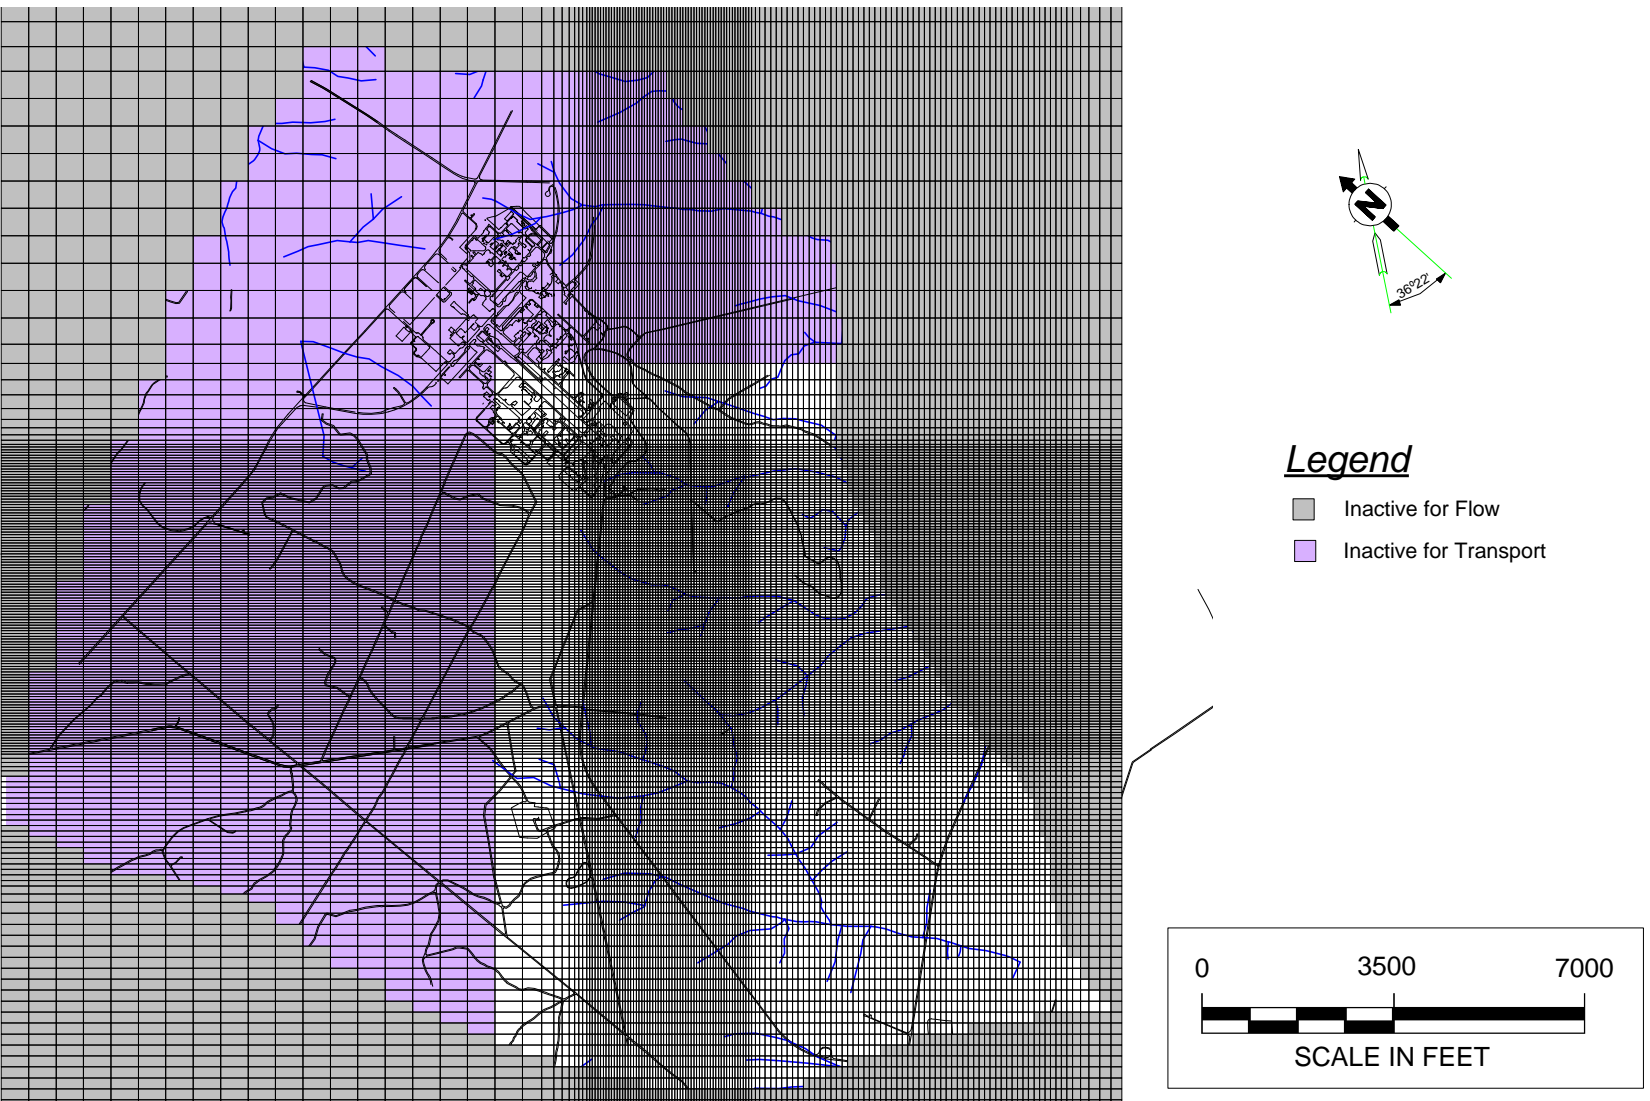 N
36°22'
Legend
Inactive for Flow
Inactive for Transport
0 3500 7000
SCALE IN FEET